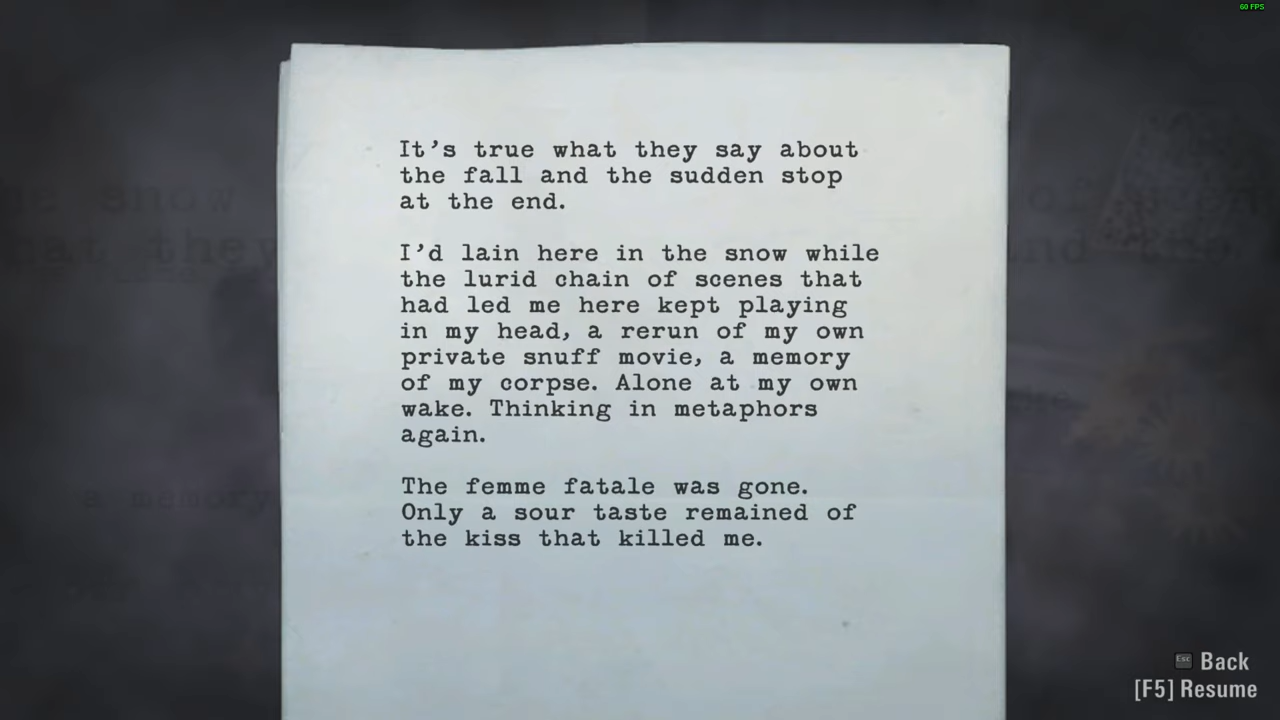 60 FPS
It’s true what they say about
the fall and the sudden stop
at the end.
I’d lain here in the snow while
the lurid chain of scenes that
had led me here kept playing
in my head, a rerun of my own
private snuff movie, a memory
of my corpse. Alone at my own
wake. Thinking in metaphors
again.
The femme fatale was gone.
Only a sour taste remained of
the kiss that killed me.
Esc Back
[F5] Resume